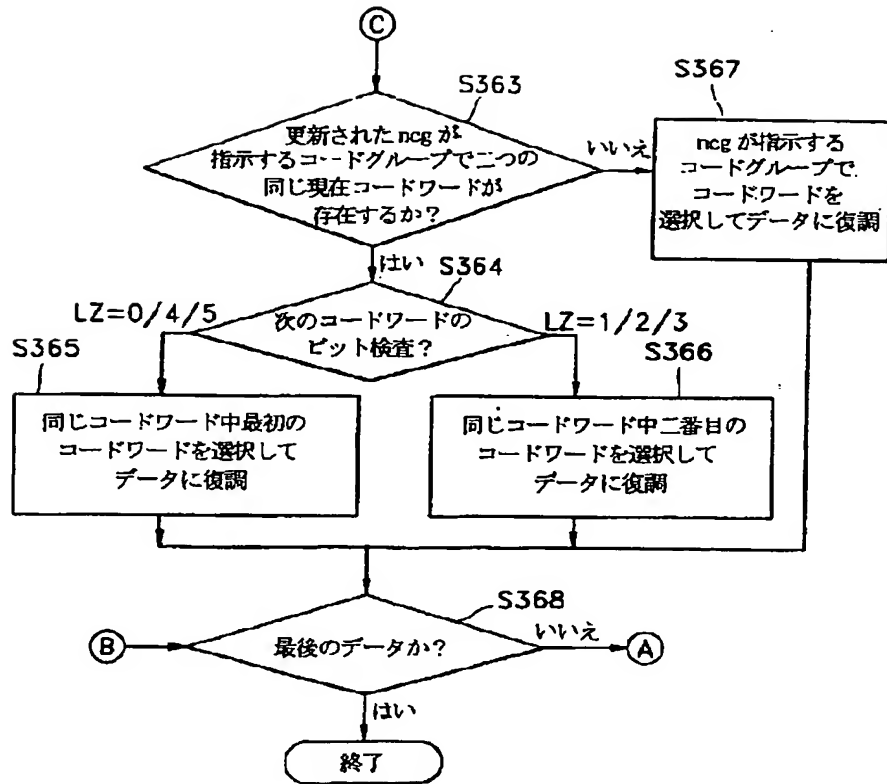 C
S363
更新された ncg が
指示するコードグループで二つの
同じ現在コードワードが
存在するか？
いいえ
S367
ncg が指示する
コードグループで
コードワードを
選択してデータに復調
はい
S364
LZ=0/4/5
次のコードワードの
ビット検査？
LZ=1/2/3
S365
同じコードワード中最初の
コードワードを選択して
データに復調
S366
同じコードワード中二番目の
コードワードを選択して
データに復調
S368
B
最後のデータか？
いいえ
A
はい
終了